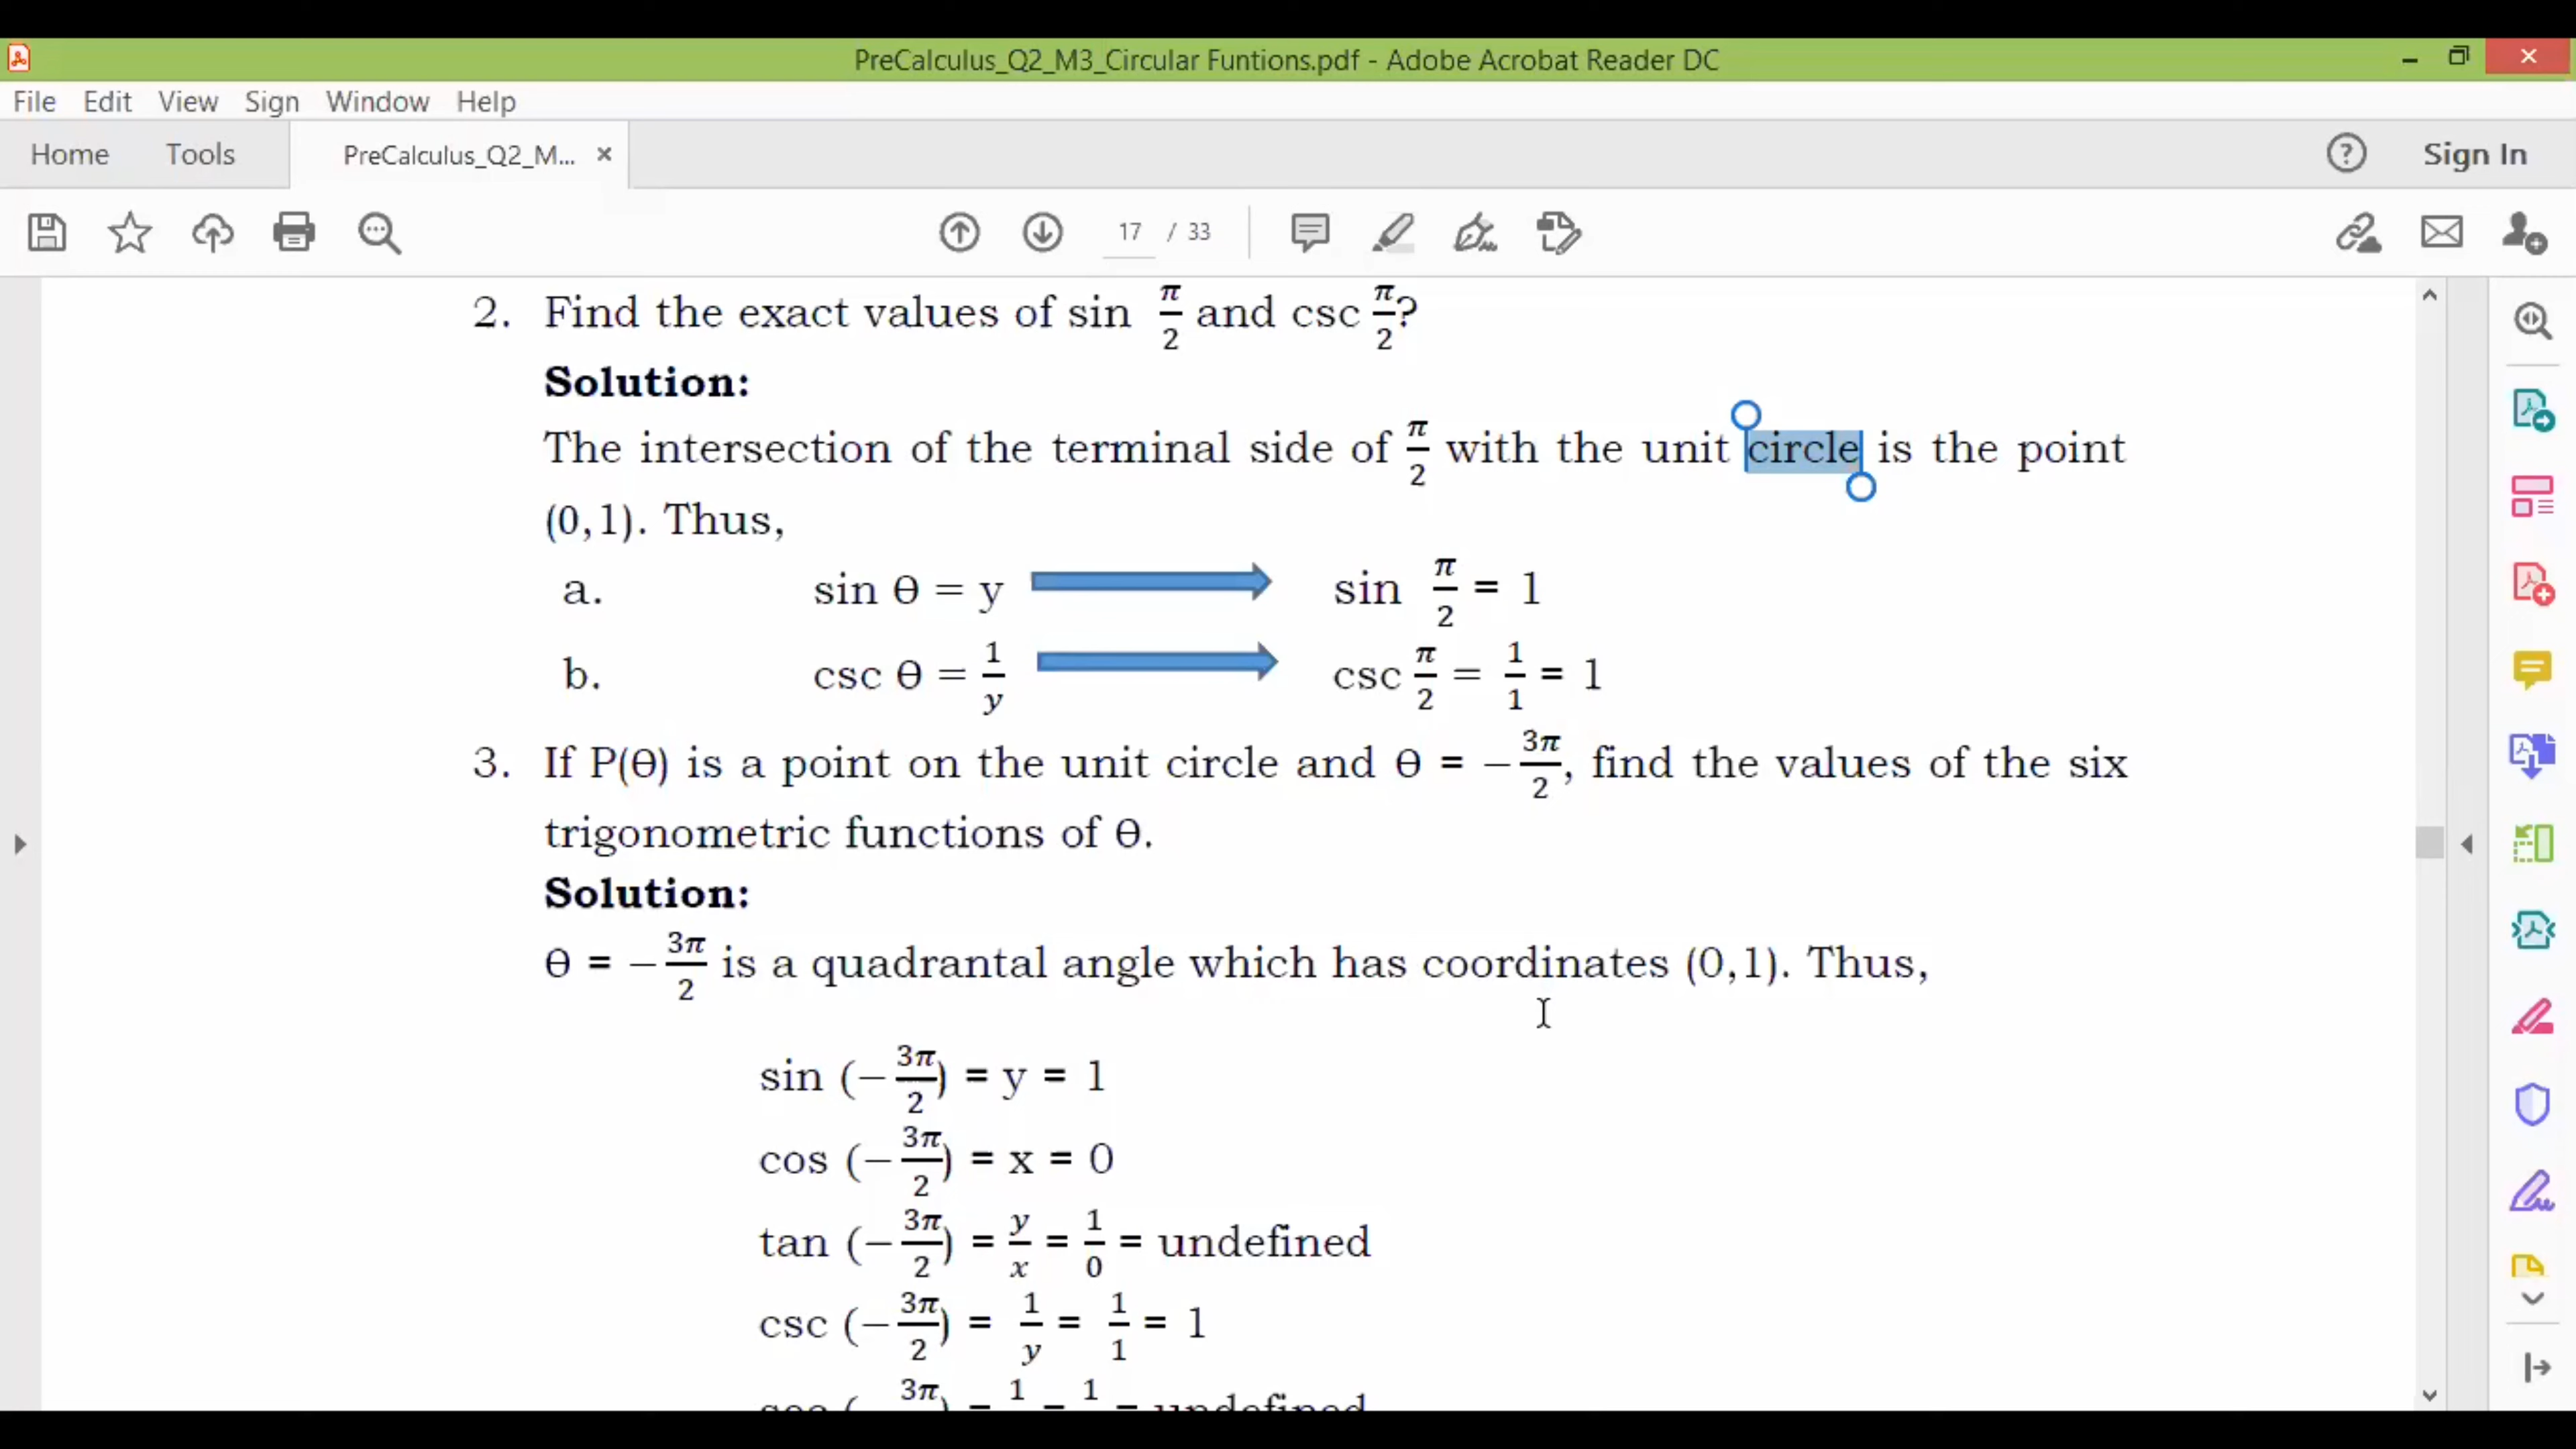 PreCalculus_Q2_M3_Circular Funtions.pdf - Adobe Acrobat Reader DC
File Edit View Sign Window Help
Home Tools PreCalculus_Q2_M... × Sign In
17 / 33
2. Find the exact values of sin π/2 and csc π/2?
Solution:
The intersection of the terminal side of π/2 with the unit circle is the point
(0,1). Thus,
a. sin θ = y sin π/2 = 1
b. csc θ = 1/y csc π/2 = 1/1 = 1
3. If P(θ) is a point on the unit circle and θ = −3π/2, find the values of the six
trigonometric functions of θ.
Solution:
θ = −3π/2 is a quadrantal angle which has coordinates (0,1). Thus,
sin (−3π/2) = y = 1
cos (−3π/2) = x = 0
tan (−3π/2) = y/x = 1/0 = undefined
csc (−3π/2) = 1/y = 1/1 = 1